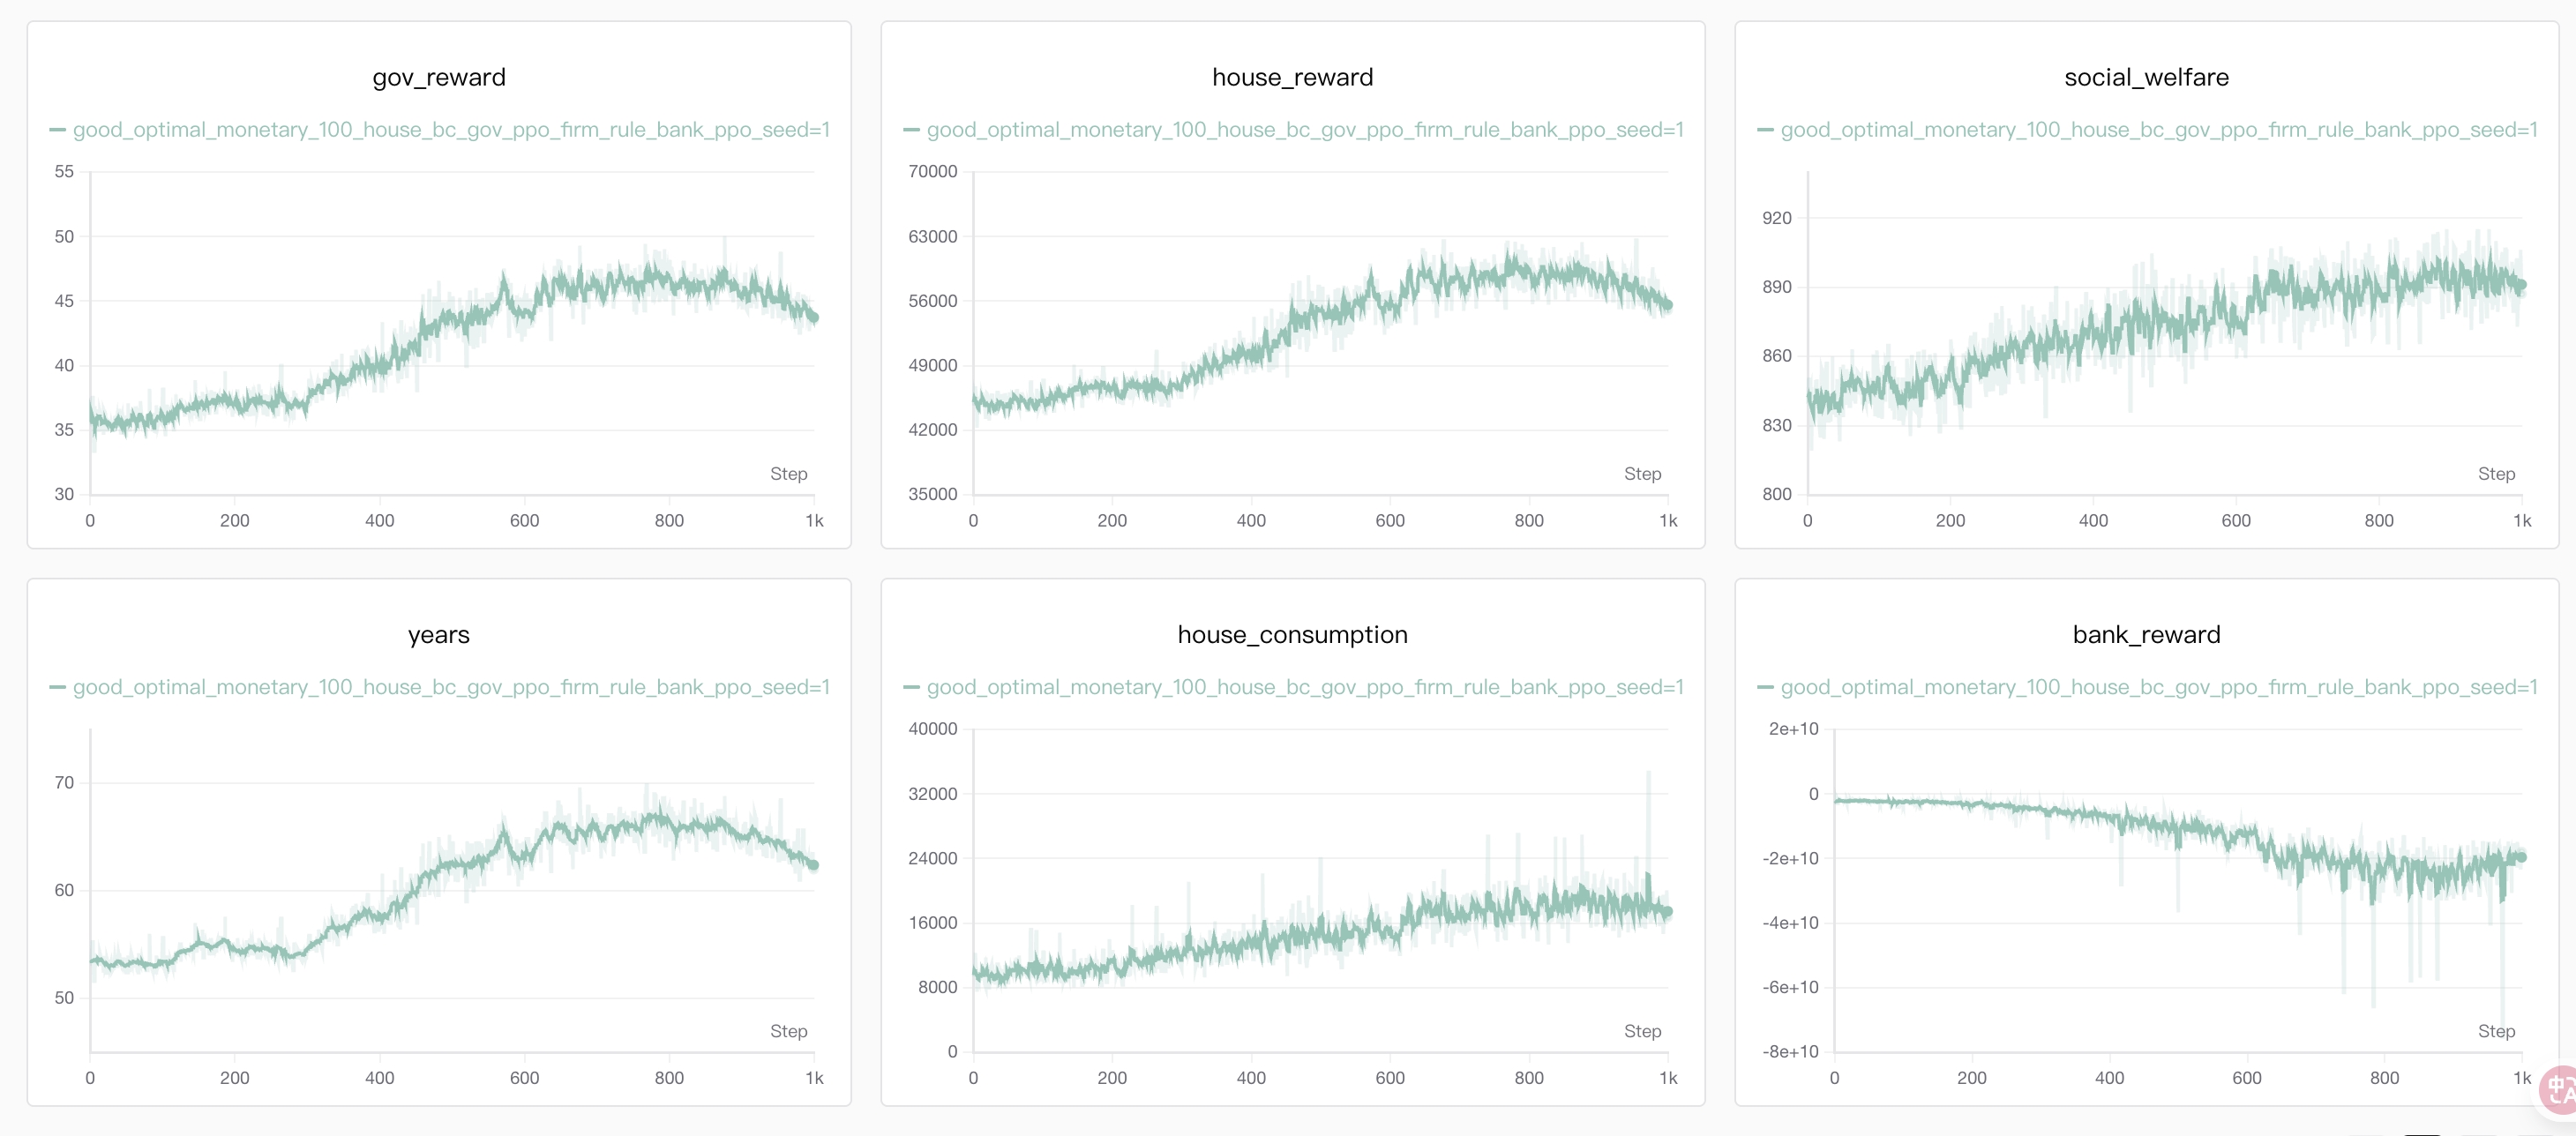 gov_reward
good_optimal_monetary_100_house_bc_gov_ppo_firm_rule_bank_ppo_seed=1
55
50
45
40
35
30
Step
0 200 400 600 800 1k
house_reward
good_optimal_monetary_100_house_bc_gov_ppo_firm_rule_bank_ppo_seed=1
70000
63000
56000
49000
42000
35000
Step
0 200 400 600 800 1k
social_welfare
good_optimal_monetary_100_house_bc_gov_ppo_firm_rule_bank_ppo_seed=1
920
890
860
830
800
Step
0 200 400 600 800 1k
years
good_optimal_monetary_100_house_bc_gov_ppo_firm_rule_bank_ppo_seed=1
70
60
50
Step
0 200 400 600 800 1k
house_consumption
good_optimal_monetary_100_house_bc_gov_ppo_firm_rule_bank_ppo_seed=1
40000
32000
24000
16000
8000
0
Step
0 200 400 600 800 1k
bank_reward
good_optimal_monetary_100_house_bc_gov_ppo_firm_rule_bank_ppo_seed=1
2e+10
0
-2e+10
-4e+10
-6e+10
-8e+10
Step
0 200 400 600 800 1k
中